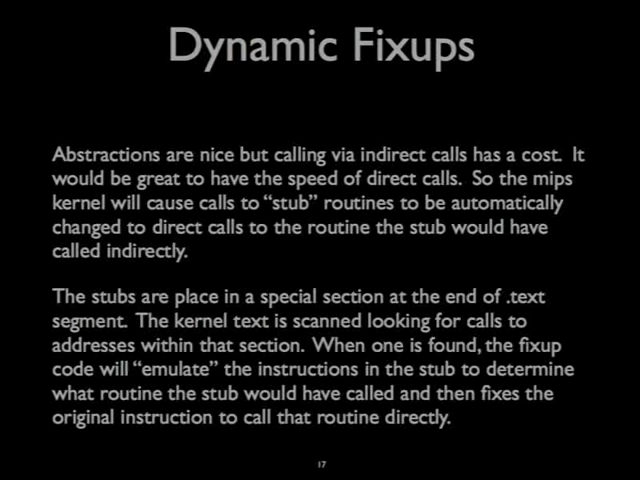 Dynamic Fixups
Abstractions are nice but calling via indirect calls has a cost. It
would be great to have the speed of direct calls. So the mips
kernel will cause calls to “stub” routines to be automatically
changed to direct calls to the routine the stub would have
called indirectly.
The stubs are place in a special section at the end of .text
segment. The kernel text is scanned looking for calls to
addresses within that section. When one is found, the fixup
code will “emulate” the instructions in the stub to determine
what routine the stub would have called and then fixes the
original instruction to call that routine directly.
17